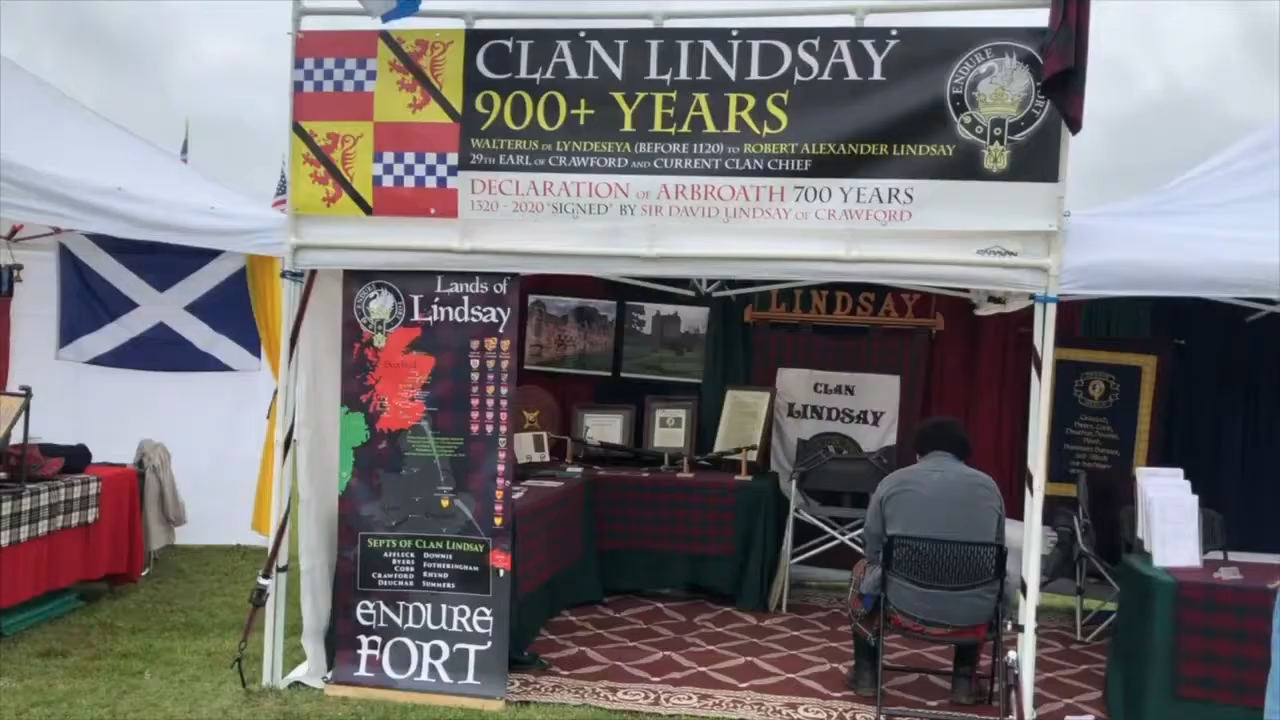 CLAN LINDSAY
900+ YEARS
WALTERUS DE LYNDESEYA (BEFORE 1120) TO ROBERT ALEXANDER LINDSAY
29TH EARL OF CRAWFORD AND CURRENT CLAN CHIEF
DECLARATION OF ARBROATH 700 YEARS
1320 - 2020 "SIGNED" BY SIR DAVID LINDSAY OF CRAWFORD
ENDURE FORT
CARAVAN
Lands of
Lindsay
SEPTS OF CLAN LINDSAY
AFFLECK DOWNIE
BYERS FOTHERINGHAM
COBB RHYND
CRAWFORD SUMMERS
DEUCHAR
ENDURE
FORT
LINDSAY
CLAN
LINDSAY